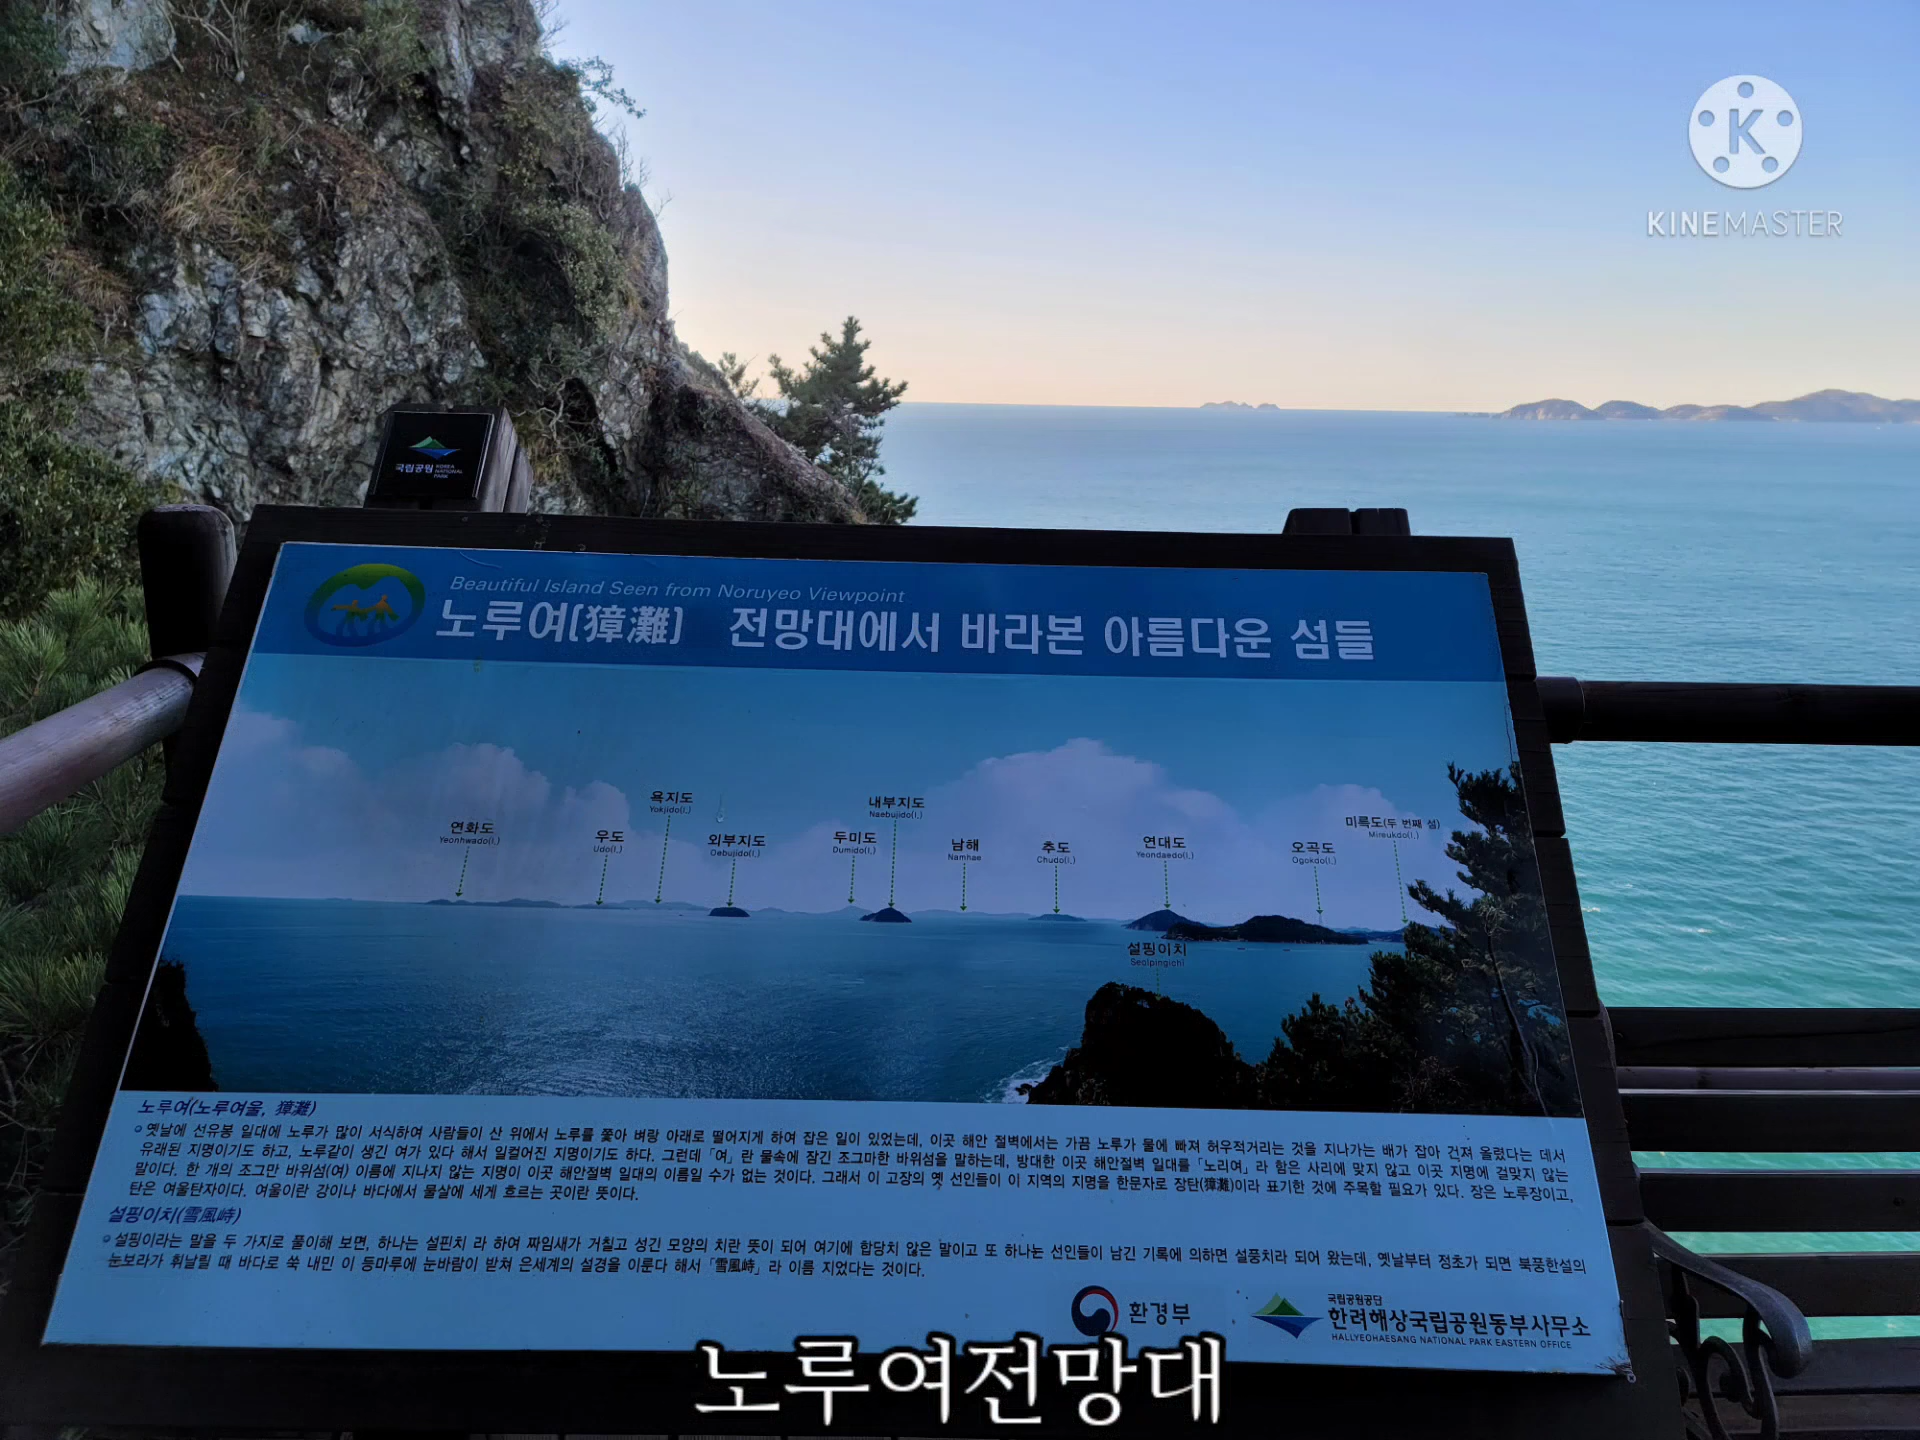 KINEMASTER
국립공원 KOREA NATIONAL PARK
Beautiful Island Seen from Noruyeo Viewpoint
노루여(獐灘) 전망대에서 바라본 아름다운 섬들
욕지도
Yokjido(I.)
내부지도
Naebujido(I.)
연화도
Yeonhwado(I.)
우도
Udo(I.)
외부지도
Oebujido(I.)
두미도
Dumido(I.)
남해
Namhae
추도
Chudo(I.)
연대도
Yeondaedo(I.)
오곡도
Ogokdo(I.)
미륵도(두 번째 섬)
Mireukdo(I.)
설핑이치
Seolpingichi
노루여(노루여울, 獐灘)
옛날에 선유봉 일대에 노루가 많이 서식하여 사람들이 산 위에서 노루를 쫓아 벼랑 아래로 떨어지게 하여 잡은 일이 있었는데, 이곳 해안 절벽에서는 가끔 노루가 물에 빠져 허우적거리는 것을 지나가는 배가 잡아 건져 올렸다는 데서
유래된 지명이기도 하고, 노루같이 생긴 여가 있다 해서 일컬어진 지명이기도 하다. 그런데 「여」란 물속에 잠긴 조그마한 바위섬을 말하는데, 방대한 이곳 해안절벽 일대를 「노리여」라 함은 사리에 맞지 않고 이곳 지명에 걸맞지 않는
말이다. 한 개의 조그만 바위섬(여) 이름에 지나지 않는 지명이 이곳 해안절벽 일대의 이름일 수가 없는 것이다. 그래서 이 고장의 옛 선인들이 이 지역의 지명을 한문자로 장탄(獐灘)이라 표기한 것에 주목할 필요가 있다. 장은 노루장이고,
탄은 여울탄자이다. 여울이란 강이나 바다에서 물살에 세게 흐르는 곳이란 뜻이다.
설핑이치(雪風峙)
설핑이라는 말을 두 가지로 풀이해 보면, 하나는 설핀치 라 하여 짜임새가 거칠고 성긴 모양의 치란 뜻이 되어 여기에 합당치 않은 말이고 또 하나는 선인들이 남긴 기록에 의하면 설풍치라 되어 왔는데, 옛날부터 정초가 되면 북풍한설의
눈보라가 휘날릴 때 바다로 쑥 내민 이 등마루에 눈바람이 받쳐 은세계의 설경을 이룬다 해서 「雪風峙」라 이름 지었다는 것이다.
환경부
국립공원공단
한려해상국립공원동부사무소
HALLYEOHAESANG NATIONAL PARK EASTERN OFFICE
노루여전망대